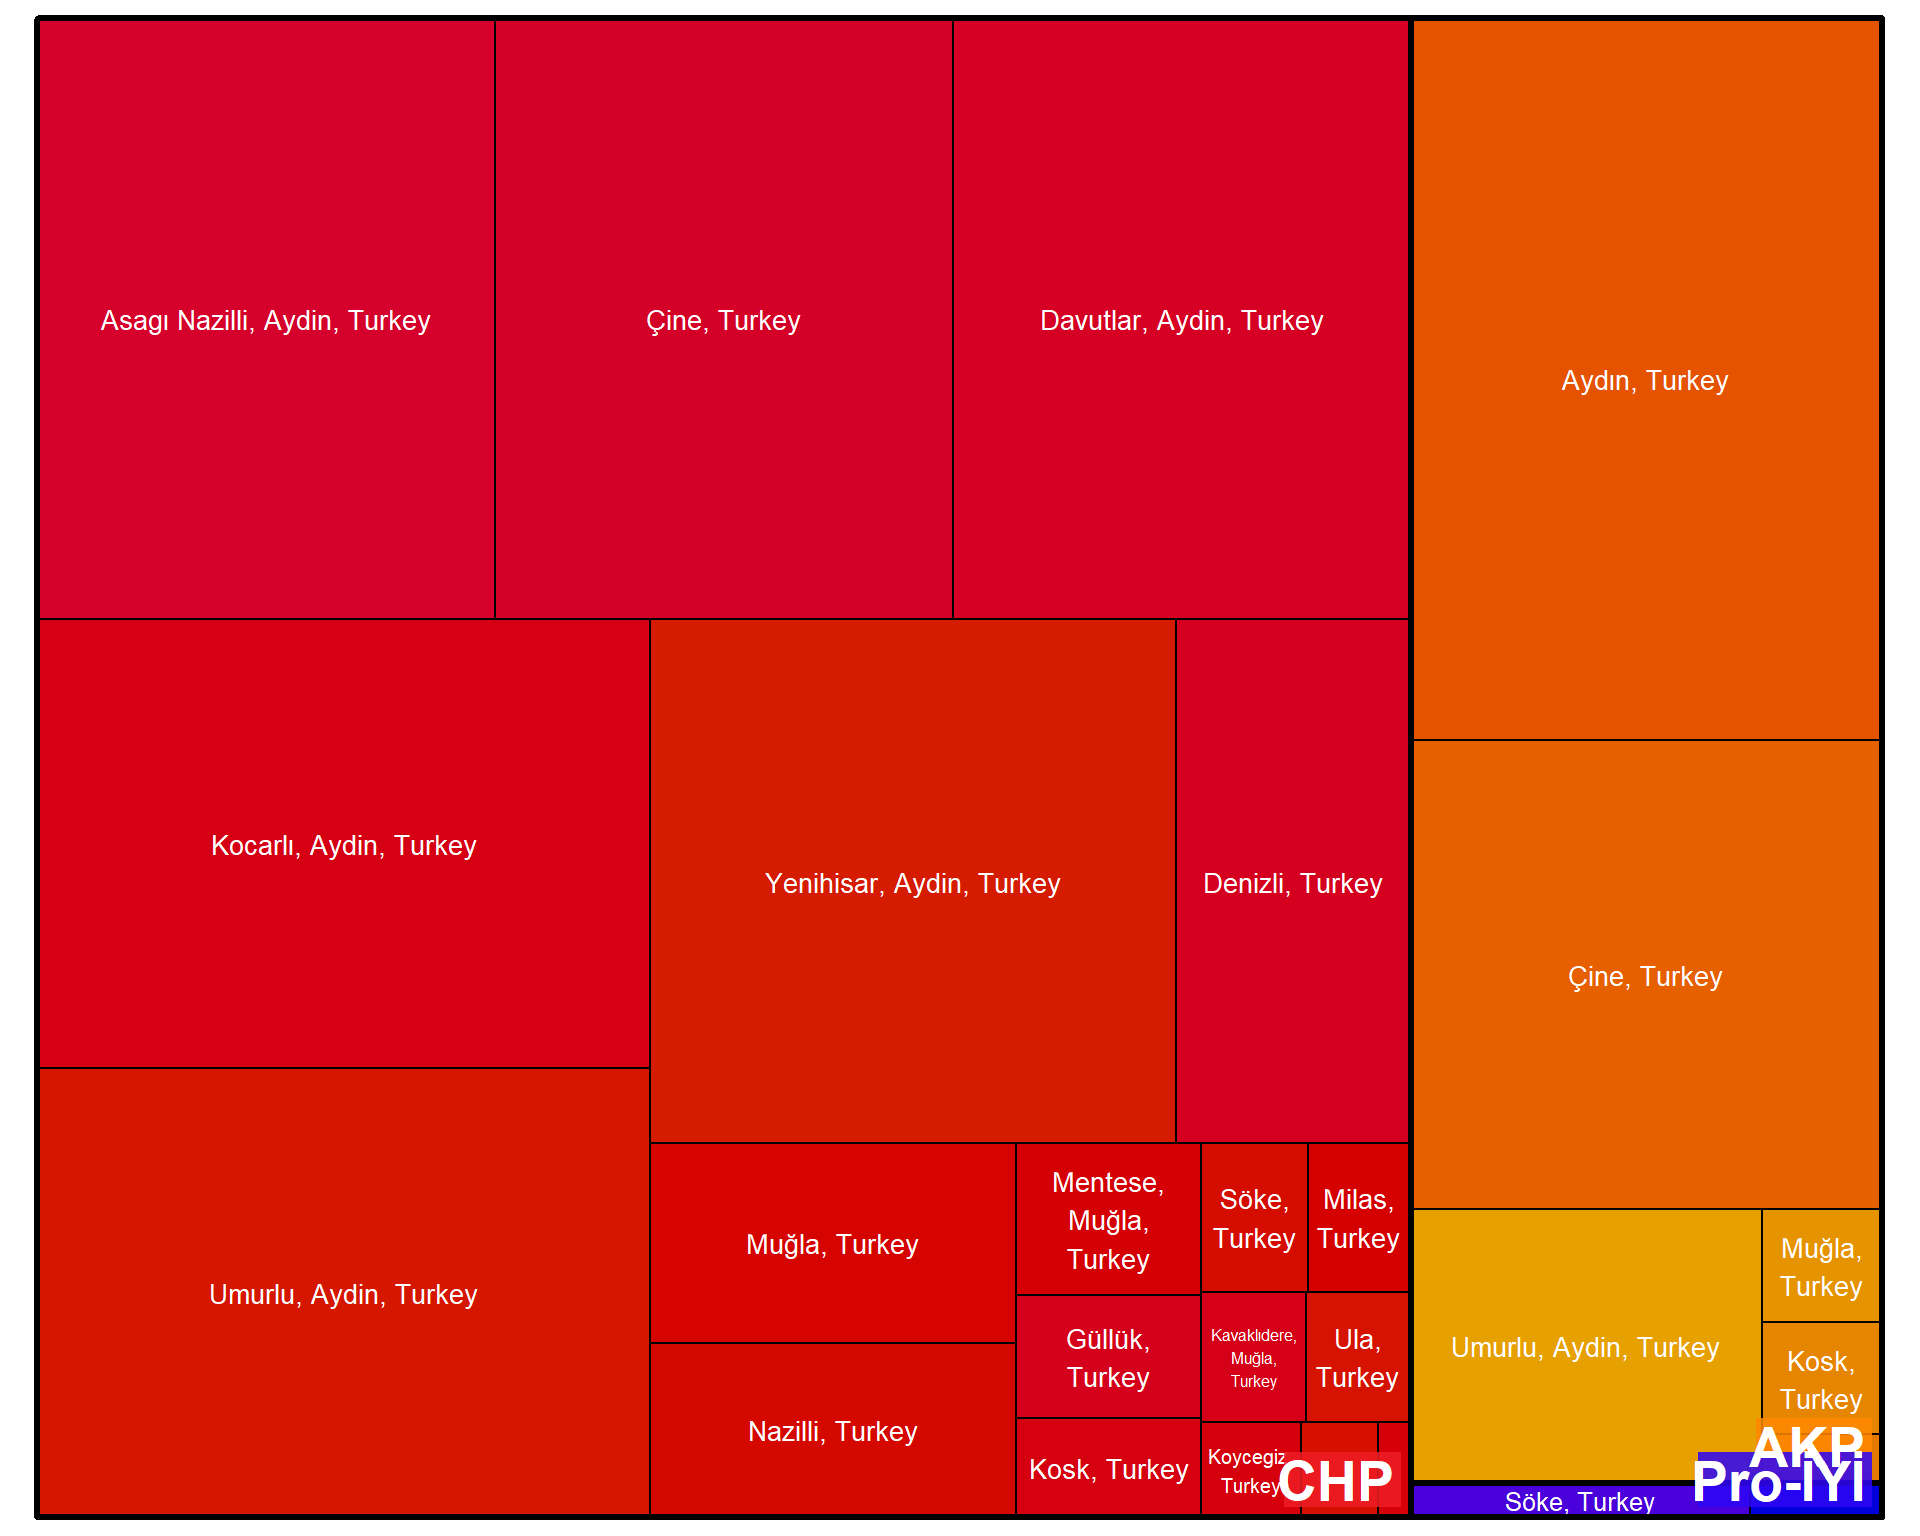 Asagı Nazilli, Aydin, Turkey
Çine, Turkey
Davutlar, Aydin, Turkey
Aydın, Turkey
Kocarlı, Aydin, Turkey
Yenihisar, Aydin, Turkey
Denizli, Turkey
Çine, Turkey
Umurlu, Aydin, Turkey
Muğla, Turkey
Nazilli, Turkey
Mentese,
Muğla,
Turkey
Güllük,
Turkey
Kosk, Turkey
Söke,
Turkey
Milas,
Turkey
Kavaklıdere,
Muğla,
Turkey
Ula,
Turkey
Koycegiz,
Turkey
CHP
Umurlu, Aydin, Turkey
Muğla,
Turkey
Kosk,
Turkey
AKP
Pro-İYİ
Söke, Turkey